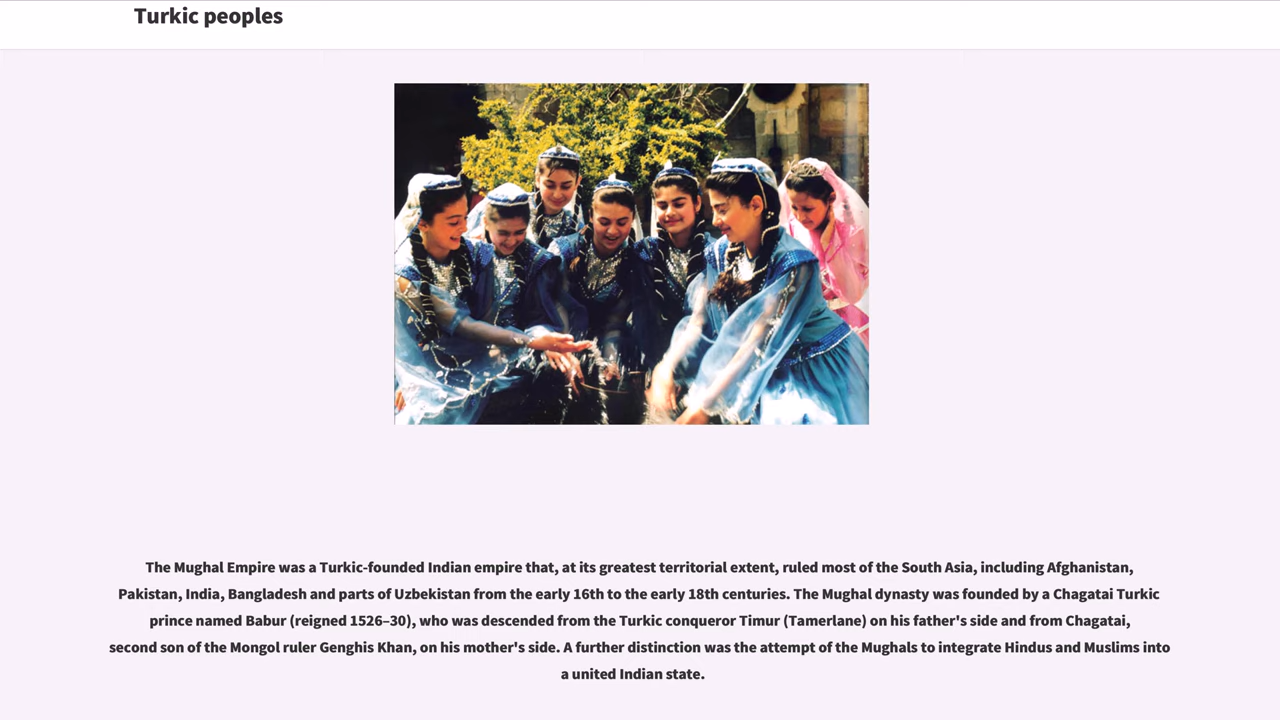 Turkic peoples
The Mughal Empire was a Turkic-founded Indian empire that, at its greatest territorial extent, ruled most of the South Asia, including Afghanistan,
Pakistan, India, Bangladesh and parts of Uzbekistan from the early 16th to the early 18th centuries. The Mughal dynasty was founded by a Chagatai Turkic
prince named Babur (reigned 1526–30), who was descended from the Turkic conqueror Timur (Tamerlane) on his father's side and from Chagatai,
second son of the Mongol ruler Genghis Khan, on his mother's side. A further distinction was the attempt of the Mughals to integrate Hindus and Muslims into
a united Indian state.